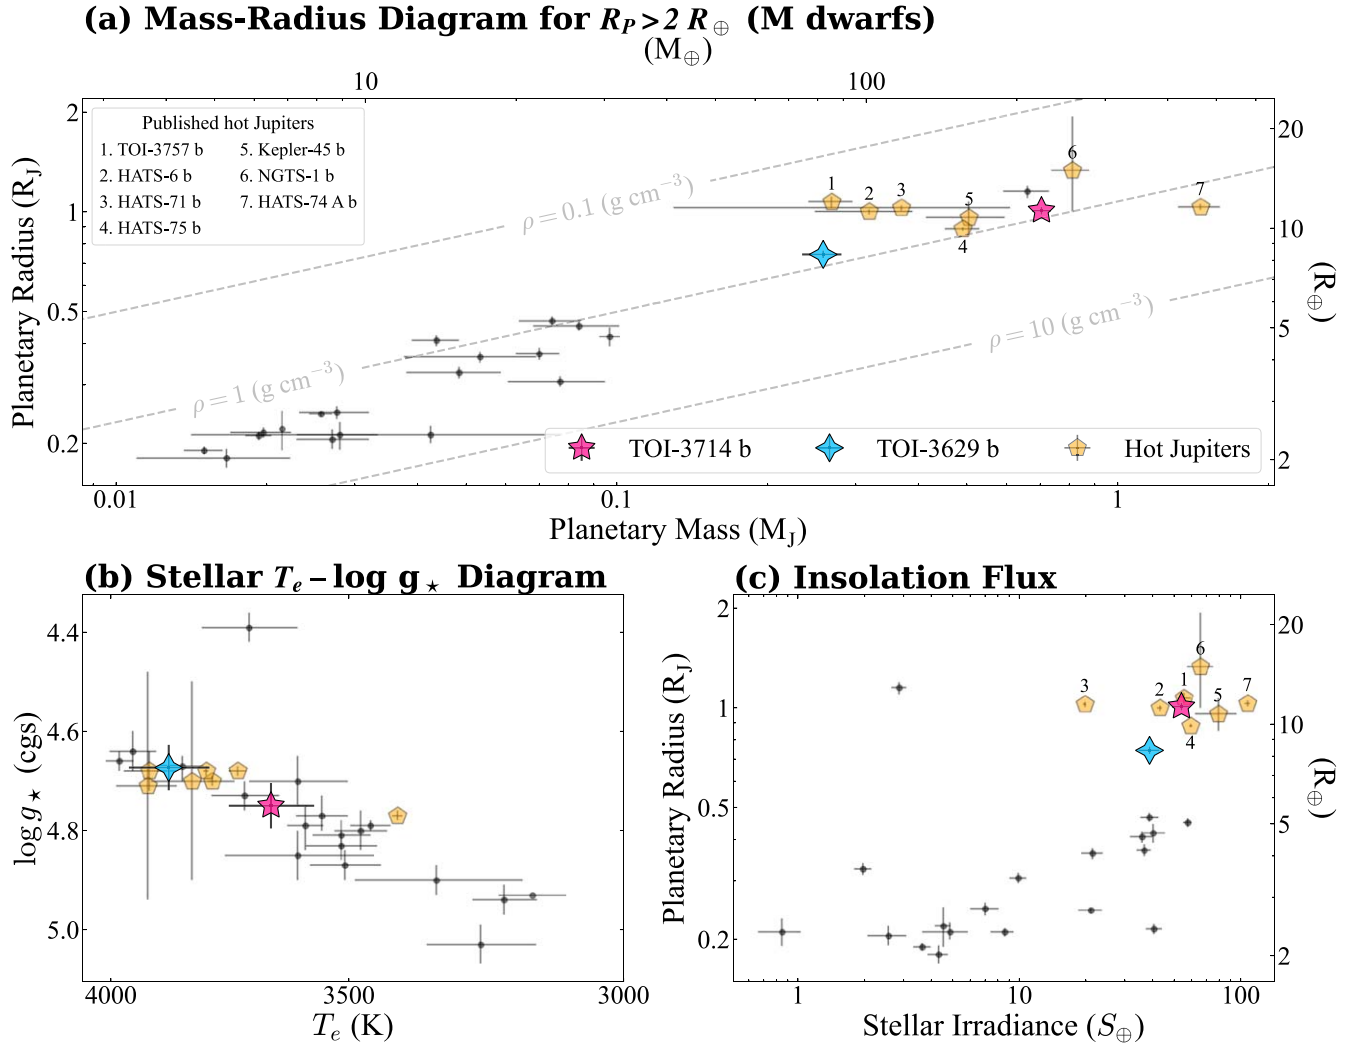 (a) Mass-Radius Diagram for R_P > 2 R_⊕ (M dwarfs)
(M_⊕)
10 100
Planetary Radius (R_J)
2
1
0.5
0.2
Published hot Jupiters
1. TOI-3757 b 5. Kepler-45 b
2. HATS-6 b 6. NGTS-1 b
3. HATS-71 b 7. HATS-74 A b
4. HATS-75 b
ρ = 0.1 (g cm⁻³)
ρ = 1 (g cm⁻³)
ρ = 10 (g cm⁻³)
1 2 3 5 4 6 7
20
10
5
2
(R_⊕)
TOI-3714 b TOI-3629 b Hot Jupiters
0.01 0.1 1
Planetary Mass (M_J)
(b) Stellar T_e – log g_⋆ Diagram
log g_⋆ (cgs)
4.4
4.6
4.8
5.0
4000 3500 3000
T_e (K)
(c) Insolation Flux
Planetary Radius (R_J)
2
1
0.5
0.2
3 2 1 6 4 5 7
20
10
5
2
(R_⊕)
1 10 100
Stellar Irradiance (S_⊕)